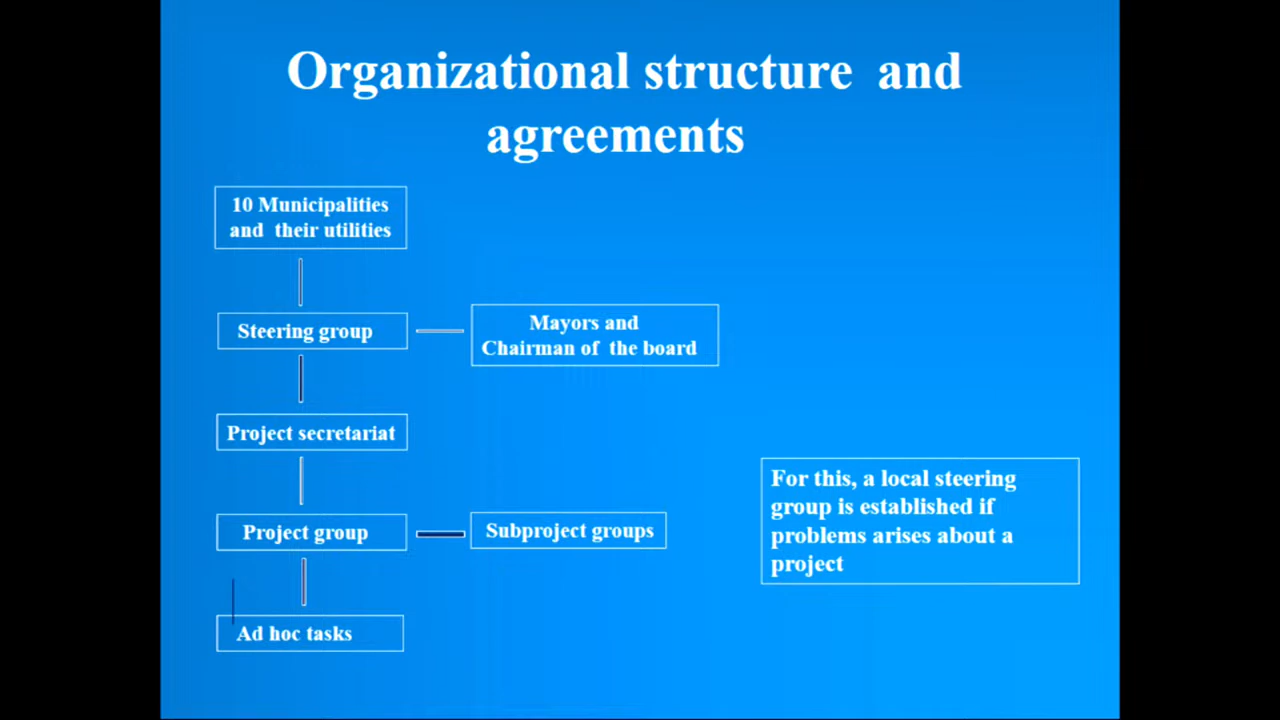 Organizational structure and
agreements
10 Municipalities
and their utilities
Steering group
Mayors and
Chairman of the board
Project secretariat
Project group
Subproject groups
For this, a local steering
group is established if
problems arises about a
project
Ad hoc tasks